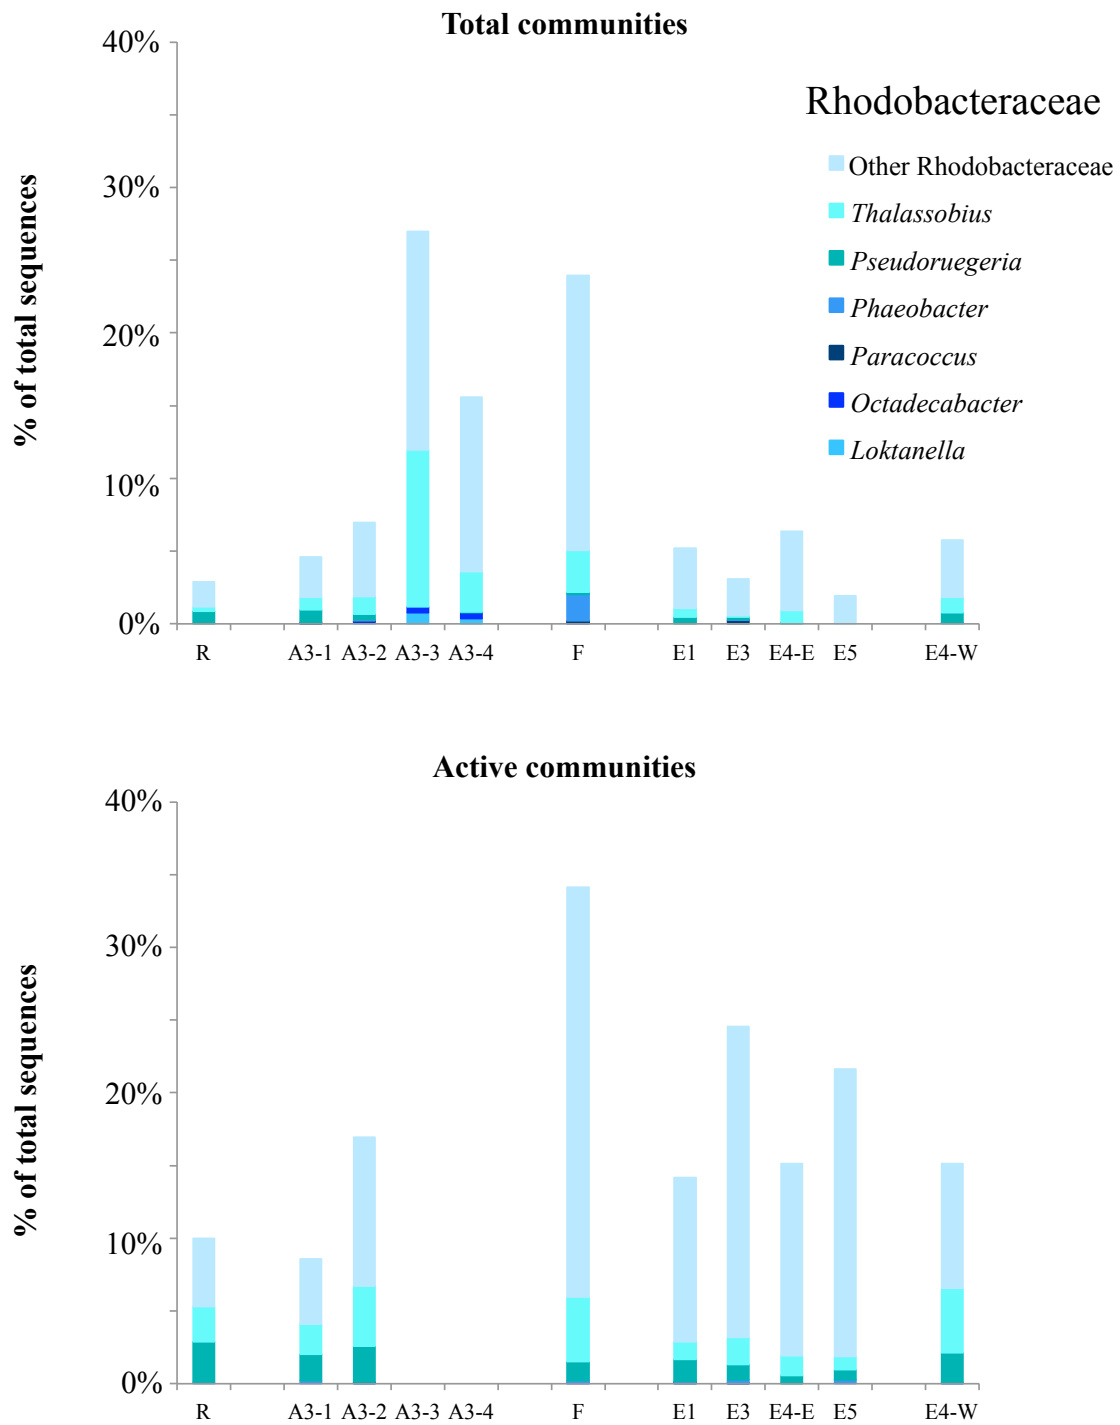 Total communities
40%
30%
20%
10%
0%
% of total sequences
Rhodobacteraceae
Other Rhodobacteraceae
Thalassobius
Pseudoruegeria
Phaeobacter
Paracoccus
Octadecabacter
Loktanella
R A3-1 A3-2 A3-3 A3-4 F E1 E3 E4-E E5 E4-W
Active communities
40%
30%
20%
10%
0%
% of total sequences
R A3-1 A3-2 A3-3 A3-4 F E1 E3 E4-E E5 E4-W